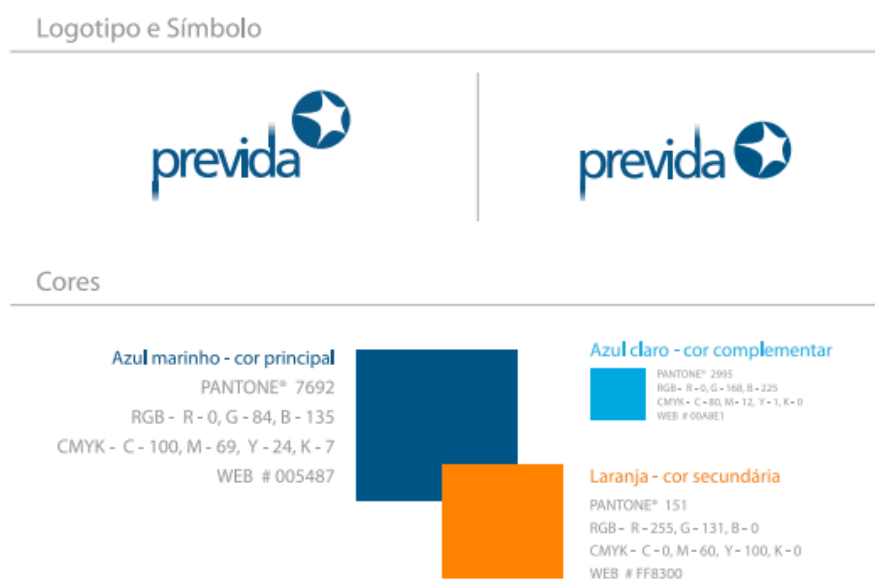 Logotipo e Símbolo
previda
previda
Cores
Azul marinho - cor principal
PANTONE® 7692
RGB - R - 0, G - 84, B - 135
CMYK - C - 100, M - 69, Y - 24, K - 7
WEB # 005487
Azul claro - cor complementar
PANTONE® 2995
RGB - R - 0, G - 168, B - 225
CMYK - C - 80, M - 12, Y - 1, K - 0
WEB # 00A8E1
Laranja - cor secundária
PANTONE® 151
RGB - R - 255, G - 131, B - 0
CMYK - C - 0, M - 60, Y - 100, K - 0
WEB # FF8300